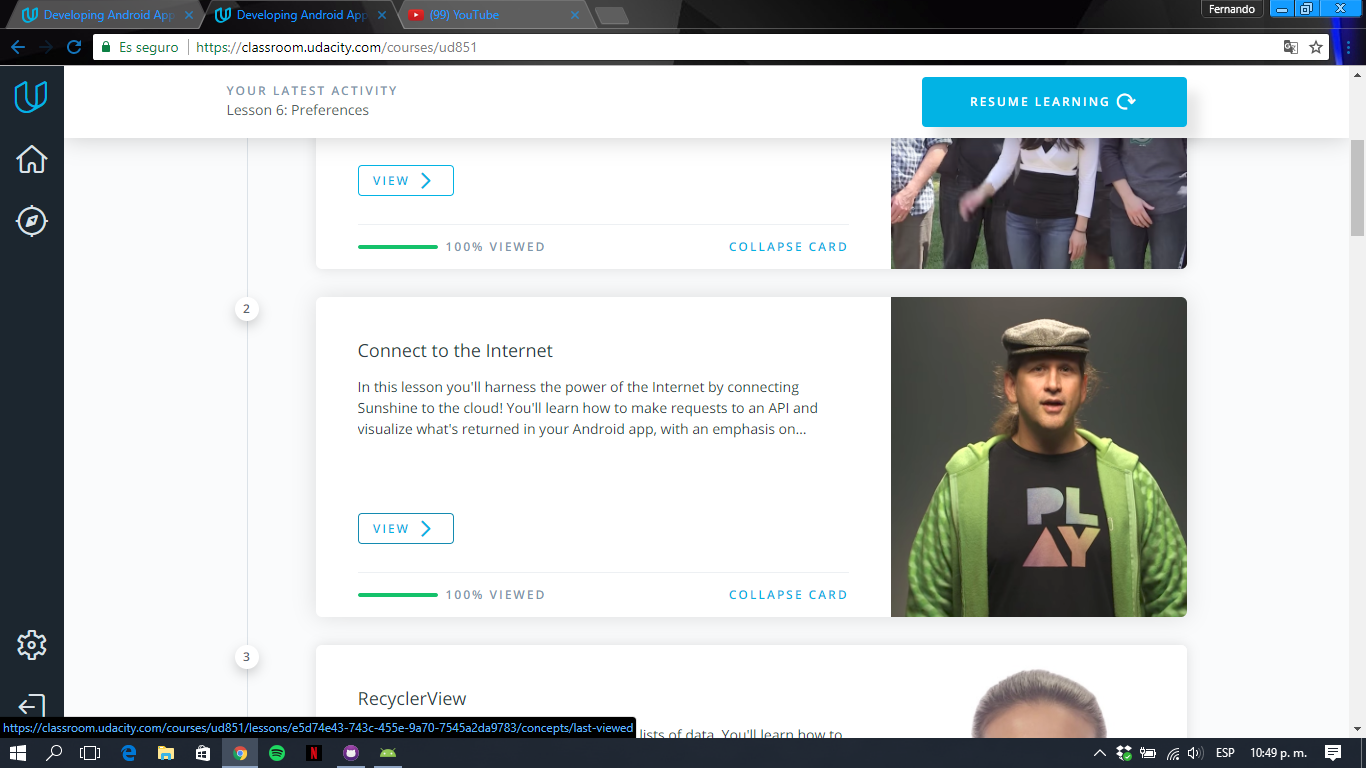 Developing Android App
Developing Android App
(99) YouTube
Fernando
Es seguro
https://classroom.udacity.com/courses/ud851
YOUR LATEST ACTIVITY
Lesson 6: Preferences
RESUME LEARNING
VIEW
100% VIEWED
COLLAPSE CARD
2
Connect to the Internet
In this lesson you'll harness the power of the Internet by connecting
Sunshine to the cloud! You'll learn how to make requests to an API and
visualize what's returned in your Android app, with an emphasis on...
PLAY
VIEW
100% VIEWED
COLLAPSE CARD
3
RecyclerView
lists of data. You'll learn how to
https://classroom.udacity.com/courses/ud851/lessons/e5d74e43-743c-455e-9a70-7545a2da9783/concepts/last-viewed
ESP
10:49 p. m.